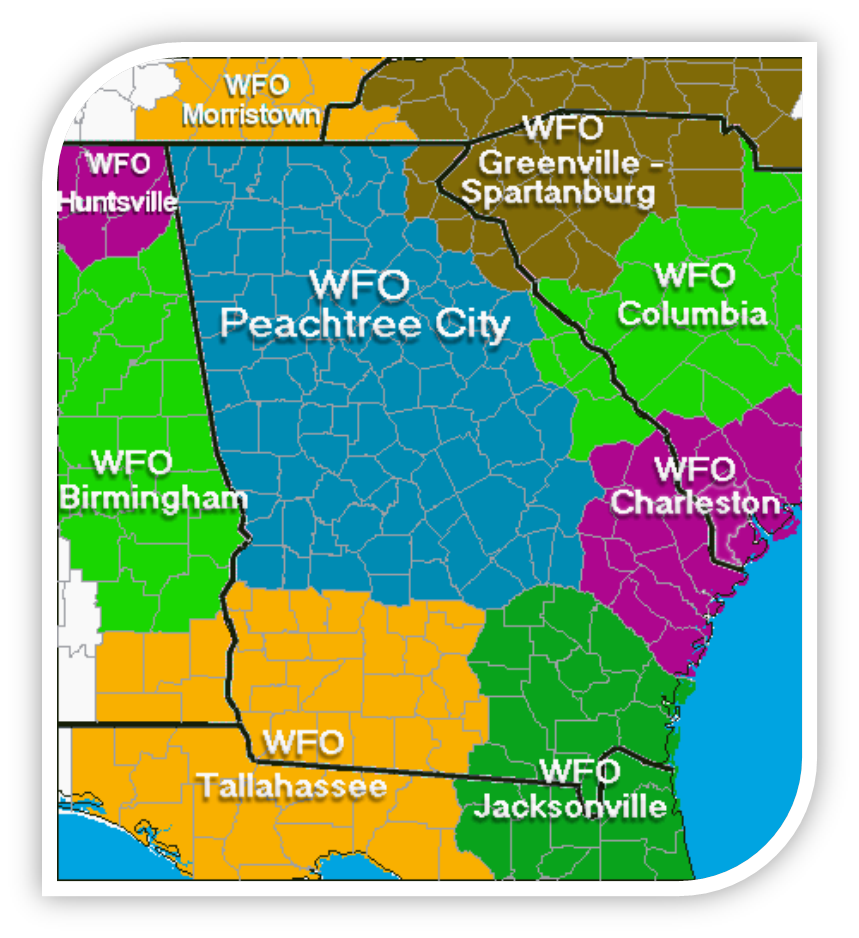 WFO
Morristown
WFO
Huntsville
WFO
Greenville -
Spartanburg
WFO
Peachtree City
WFO
Columbia
WFO
Birmingham
WFO
Charleston
WFO
Tallahassee
WFO
Jacksonville